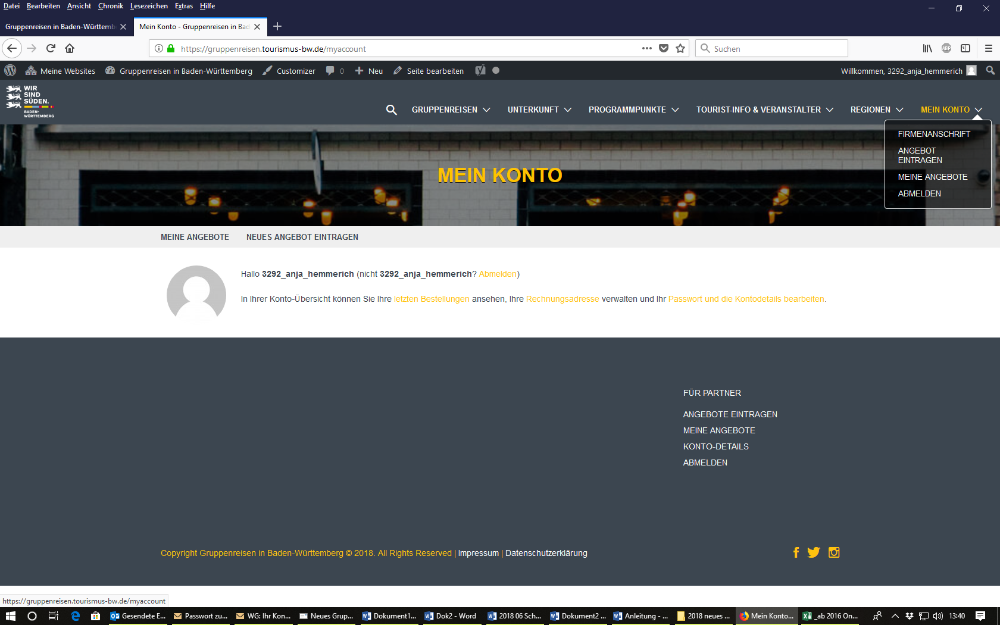 Datei Bearbeiten Ansicht Chronik Lesezeichen Extras Hilfe
Gruppenreisen in Baden-Württemb
Mein Konto - Gruppenreisen in Bad
https://gruppenreisen.tourismus-bw.de/myaccount
Suchen
ABP
Meine Websites Gruppenreisen in Baden-Württemberg Customizer 0 Neu Seite bearbeiten
Willkommen, 3292_anja_hemmerich
WIR
SIND
SÜDEN.
BADEN-
WÜRTTEMBERG
GRUPPENREISEN UNTERKUNFT PROGRAMMPUNKTE TOURIST-INFO & VERANSTALTER REGIONEN MEIN KONTO
FIRMENANSCHRIFT
ANGEBOT
EINTRAGEN
MEINE ANGEBOTE
ABMELDEN
MEIN KONTO
MEINE ANGEBOTE NEUES ANGEBOT EINTRAGEN
Hallo 3292_anja_hemmerich (nicht 3292_anja_hemmerich? Abmelden)
In Ihrer Konto-Übersicht können Sie Ihre letzten Bestellungen ansehen, Ihre Rechnungsadresse verwalten und Ihr Passwort und die Kontodetails bearbeiten.
FÜR PARTNER
ANGEBOTE EINTRAGEN
MEINE ANGEBOTE
KONTO-DETAILS
ABMELDEN
Copyright Gruppenreisen in Baden-Württemberg © 2018. All Rights Reserved | Impressum | Datenschutzerklärung
https://gruppenreisen.tourismus-bw.de/myaccount
Gesendete E... Passwort zu... WG: Ihr Kon... Neues Grup... Dokument1... Dok2 - Word 2018 06 Sch... Dokument2 ... Anleitung - ... 2018 neues ... Mein Konto... _ab 2016 On... 13:40